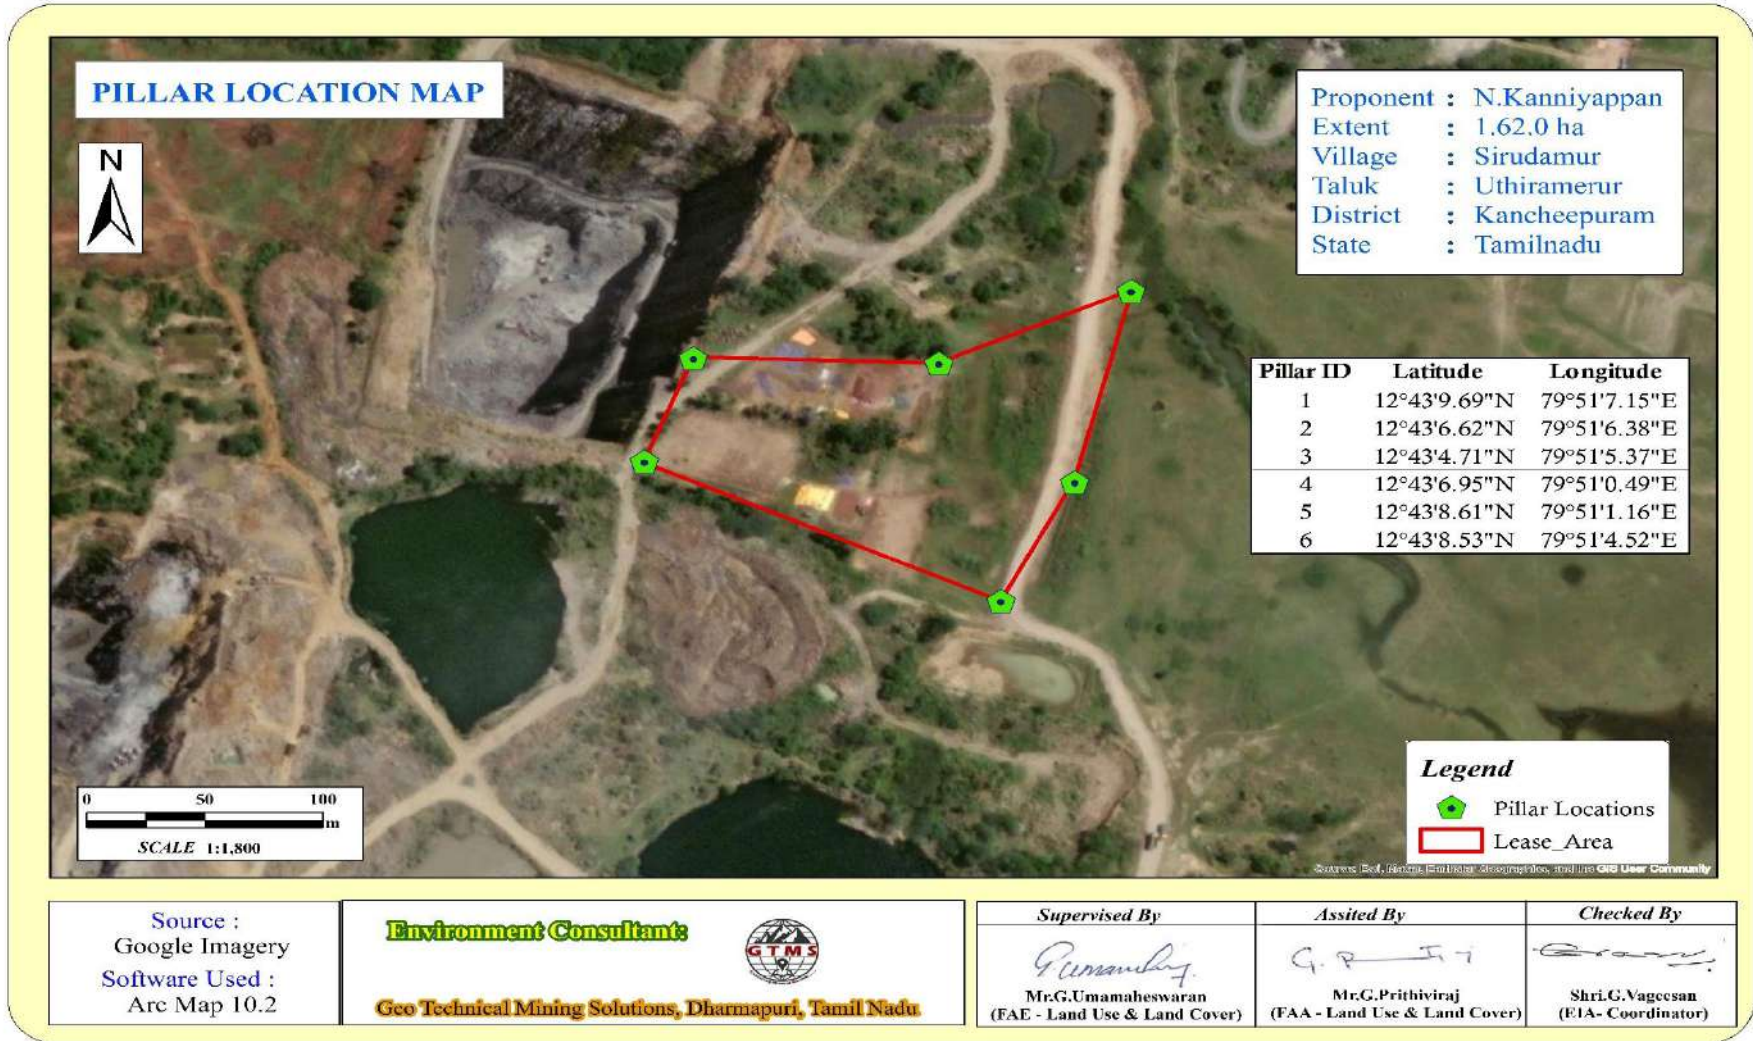 PILLAR LOCATION MAP
N
Proponent : N.Kanniyappan
Extent : 1.62.0 ha
Village : Sirudamur
Taluk : Uthiramerur
District : Kancheepuram
State : Tamilnadu
Pillar ID Latitude Longitude
1 12°43'9.69"N 79°51'7.15"E
2 12°43'6.62"N 79°51'6.38"E
3 12°43'4.71"N 79°51'5.37"E
4 12°43'6.95"N 79°51'0.49"E
5 12°43'8.61"N 79°51'1.16"E
6 12°43'8.53"N 79°51'4.52"E
0 50 100
m
SCALE 1:1,800
Legend
Pillar Locations
Lease_Area
GIS User Community
Source :
Google Imagery
Software Used :
Arc Map 10.2
Environment Consultant:
GTMS
Geo Technical Mining Solutions, Dharmapuri, Tamil Nadu
Supervised By
Mr.G.Umamaheswaran
(FAE - Land Use & Land Cover)
Assited By
Mr.G.Prithiviraj
(FAA - Land Use & Land Cover)
Checked By
Shri.G.Vageesan
(EIA- Coordinator)